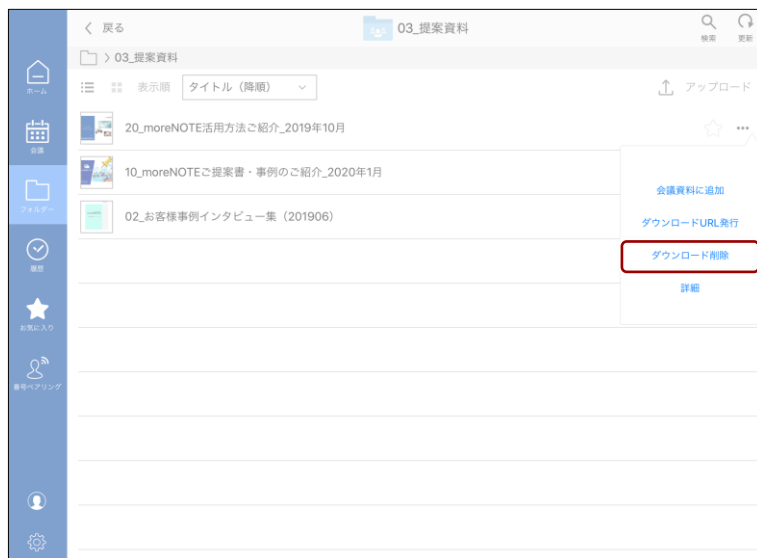 戻る
03_提案資料
検索
更新
03_提案資料
表示順
タイトル（降順）
アップロード
20_moreNOTE活用方法ご紹介_2019年10月
10_moreNOTEご提案書・事例のご紹介_2020年1月
02_お客様事例インタビュー集（201906）
会議資料に追加
ダウンロードURL発行
ダウンロード削除
詳細
ホーム
会議
フォルダー
履歴
お気に入り
番号ペアリング